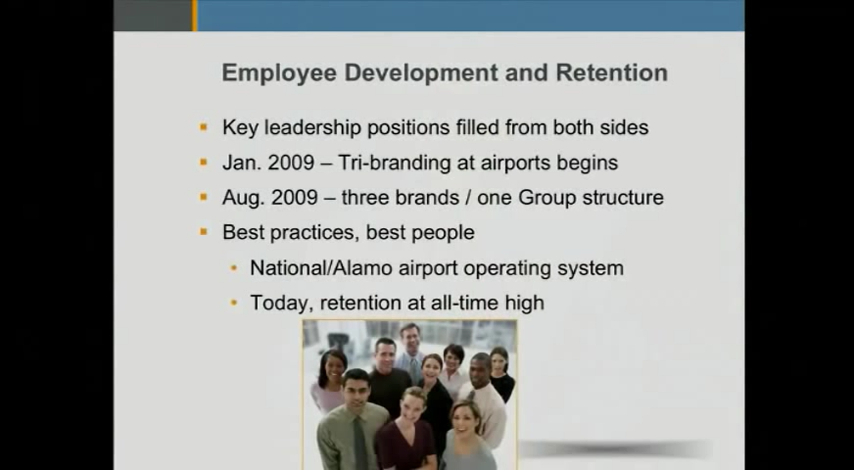 Employee Development and Retention
Key leadership positions filled from both sides
Jan. 2009 – Tri-branding at airports begins
Aug. 2009 – three brands / one Group structure
Best practices, best people
National/Alamo airport operating system
Today, retention at all-time high